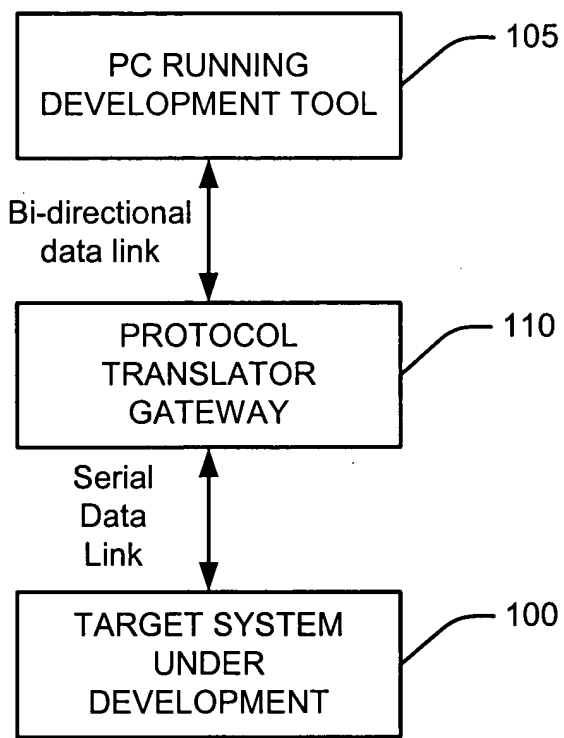 PC RUNNING
DEVELOPMENT TOOL
105
Bi-directional
data link
PROTOCOL
TRANSLATOR
GATEWAY
110
Serial
Data
Link
TARGET SYSTEM
UNDER
DEVELOPMENT
100